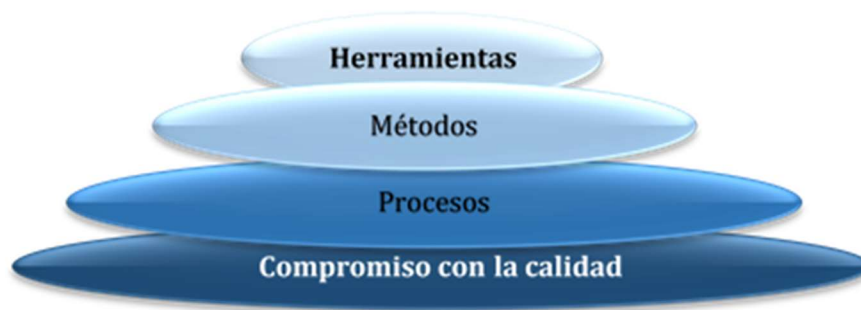 Herramientas
Métodos
Procesos
Compromiso con la calidad